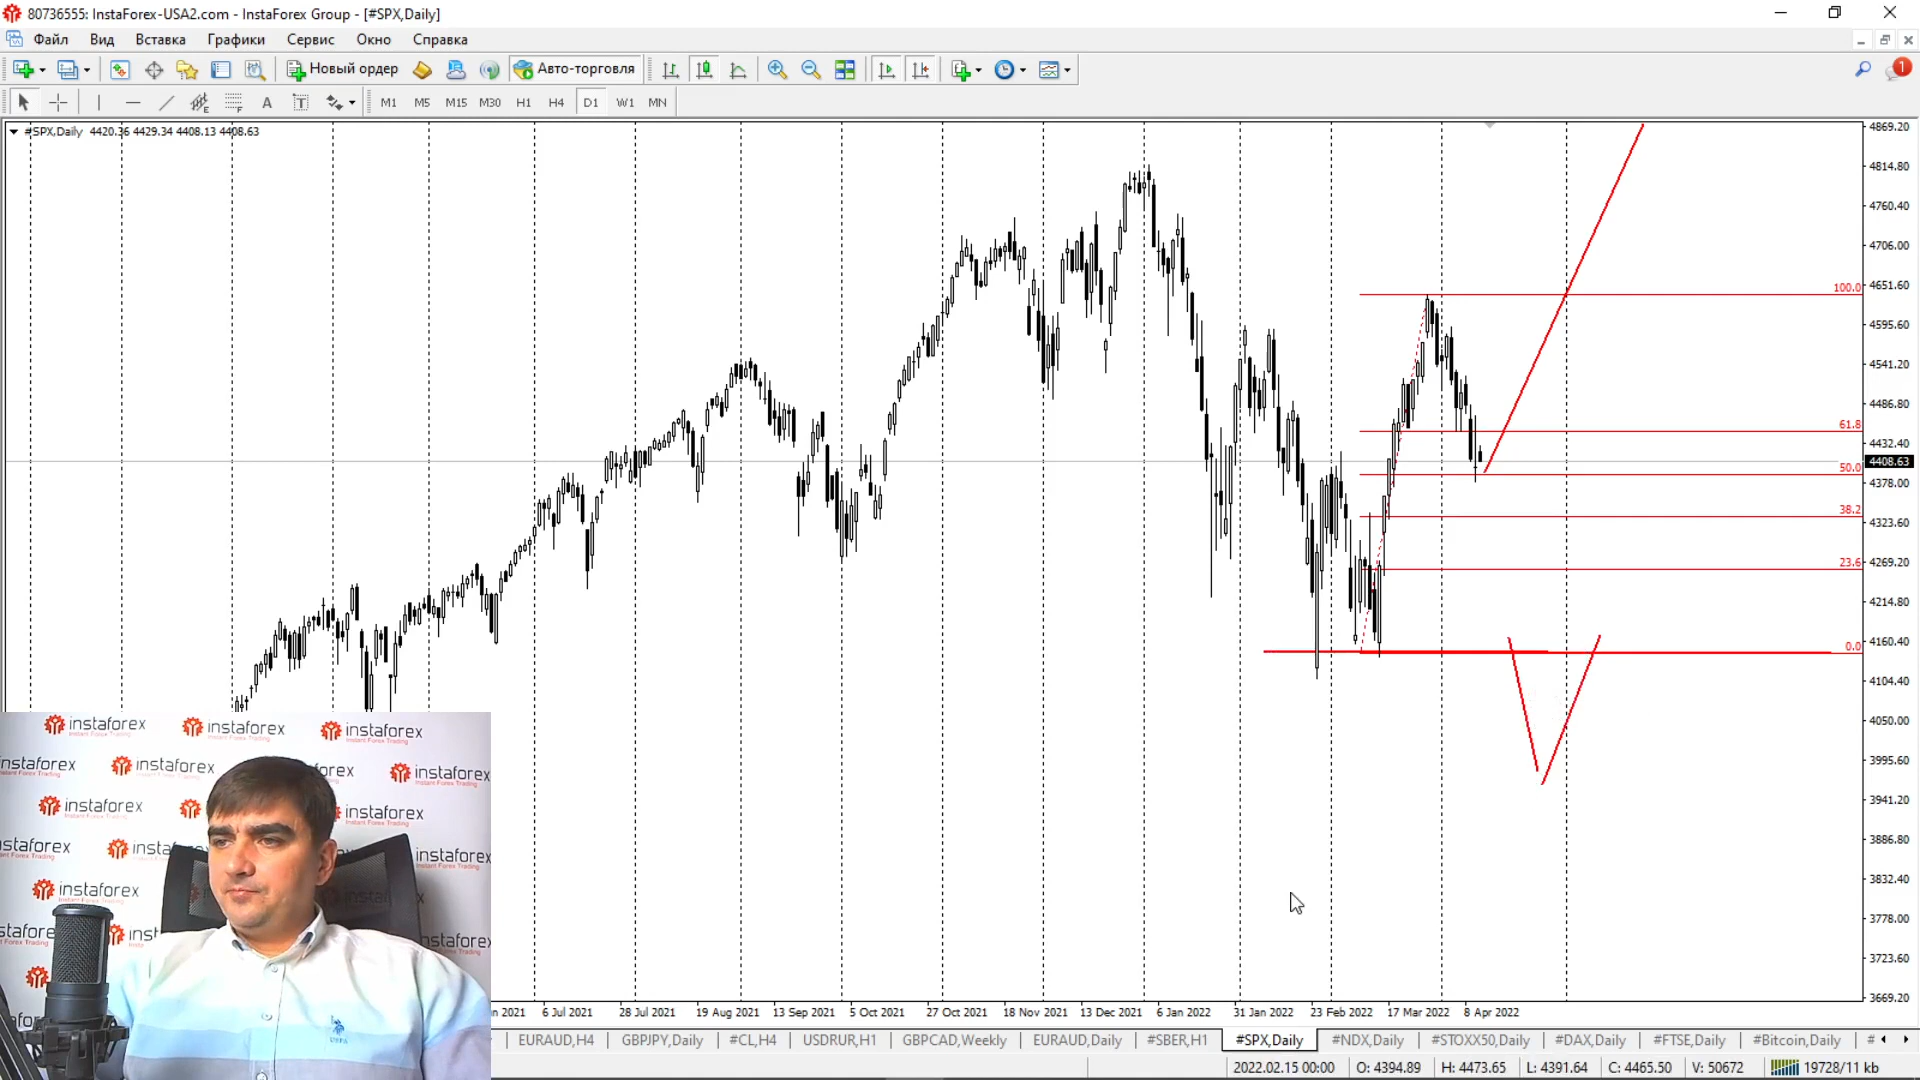 80736555: InstaForex-USA2.com - InstaForex Group - [#SPX,Daily]
Файл Вид Вставка Графики Сервис Окно Справка
Новый ордер Авто-торговля 1
A T M1 M5 M15 M30 H1 H4 D1 W1 MN
#SPX,Daily 4420.36 4429.34 4408.13 4408.63
4869.20
4814.80
4760.40
4706.00
100.0 4651.60
4595.60
4541.20
4486.80
61.8 4432.40
4408.63
50.0 4378.00
38.2 4323.60
23.6 4269.20
4214.80
0.0 4160.40
4104.40
4050.00
3995.60
3941.20
3886.80
3832.40
3778.00
3723.60
3669.20
instaforex instaforex instaforex
Instant Forex Trading
instaforex instaforex instaforex
instaforex
instaforex
instaforex
instaforex
n 2021 6 Jul 2021 28 Jul 2021 19 Aug 2021 13 Sep 2021 5 Oct 2021 27 Oct 2021 18 Nov 2021 13 Dec 2021 6 Jan 2022 31 Jan 2022 23 Feb 2022 17 Mar 2022 8 Apr 2022
EURAUD,H4 GBPJPY,Daily #CL,H4 USDRUR,H1 GBPCAD,Weekly EURAUD,Daily #SBER,H1 #SPX,Daily #NDX,Daily #STOXX50,Daily #DAX,Daily #FTSE,Daily #Bitcoin,Daily #
2022.02.15 00:00 O: 4394.89 H: 4473.65 L: 4391.64 C: 4465.50 V: 50672 19728/11 kb